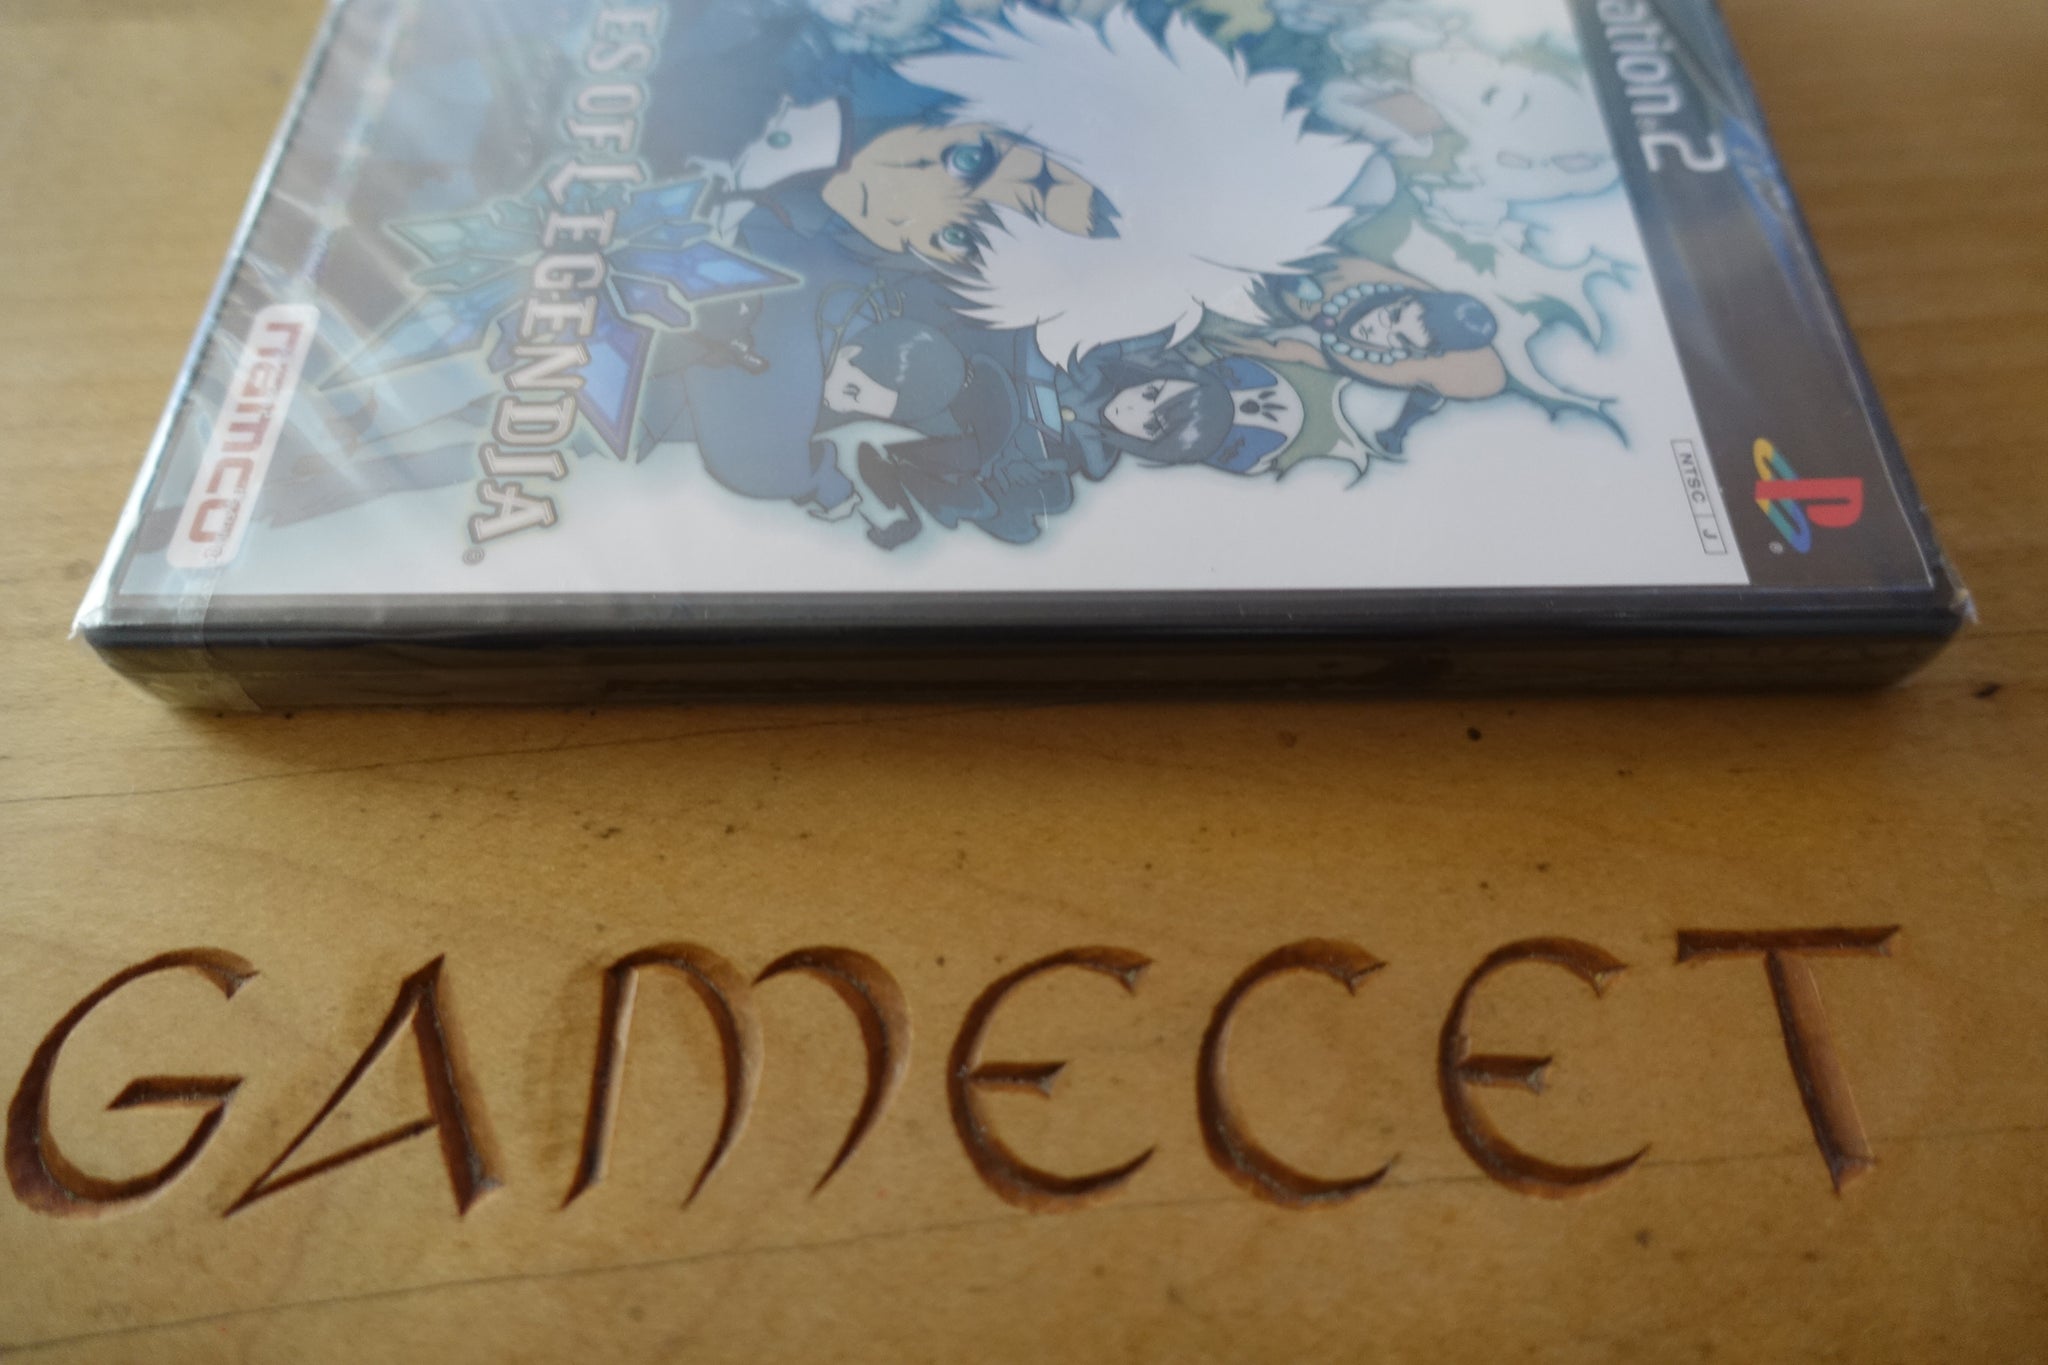 ation.2
NTSC J
ES OF LEGENDIA
namco
GAMECET